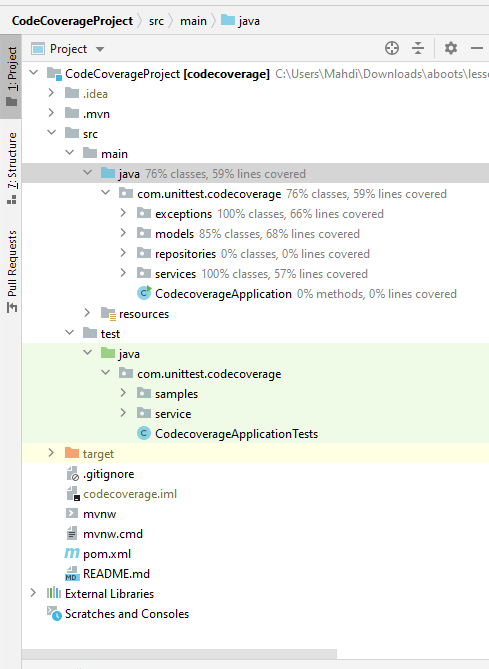 CodeCoverageProject src main java
Project
1: Project
7: Structure
Pull Requests
CodeCoverageProject [codecoverage] C:\Users\Mahdi\Downloads\aboots\less
.idea
.mvn
src
main
java 76% classes, 59% lines covered
com.unittest.codecoverage 76% classes, 59% lines covered
exceptions 100% classes, 66% lines covered
models 85% classes, 68% lines covered
repositories 0% classes, 0% lines covered
services 100% classes, 57% lines covered
CodecoverageApplication 0% methods, 0% lines covered
resources
test
java
com.unittest.codecoverage
samples
service
CodecoverageApplicationTests
target
.gitignore
codecoverage.iml
mvnw
mvnw.cmd
pom.xml
README.md
External Libraries
Scratches and Consoles